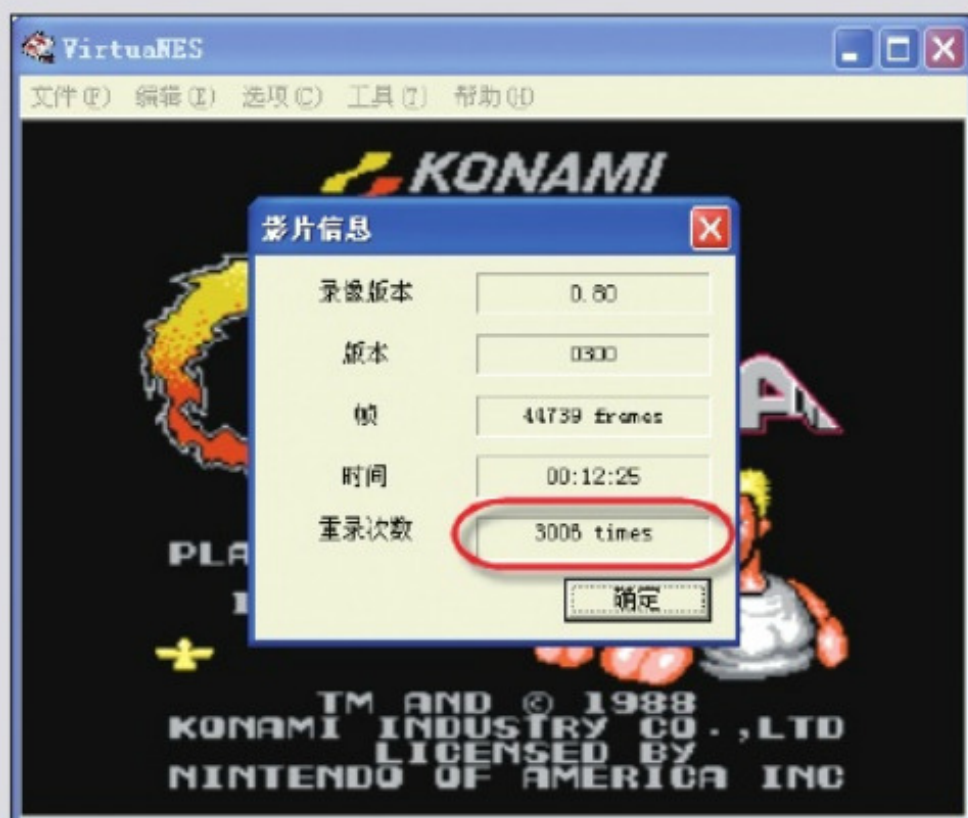 VirtuaNES
文件(F) 编辑(E) 选项(C) 工具(T) 帮助(H)
KONAMI
影片信息
录像版本 0.60
版本 0300
帧 44739 frames
时间 00:12:25
重录次数 3006 times
确定
PLA
TM AND © 1988
KONAMI INDUSTRY CO.,LTD
LICENSED BY
NINTENDO OF AMERICA INC